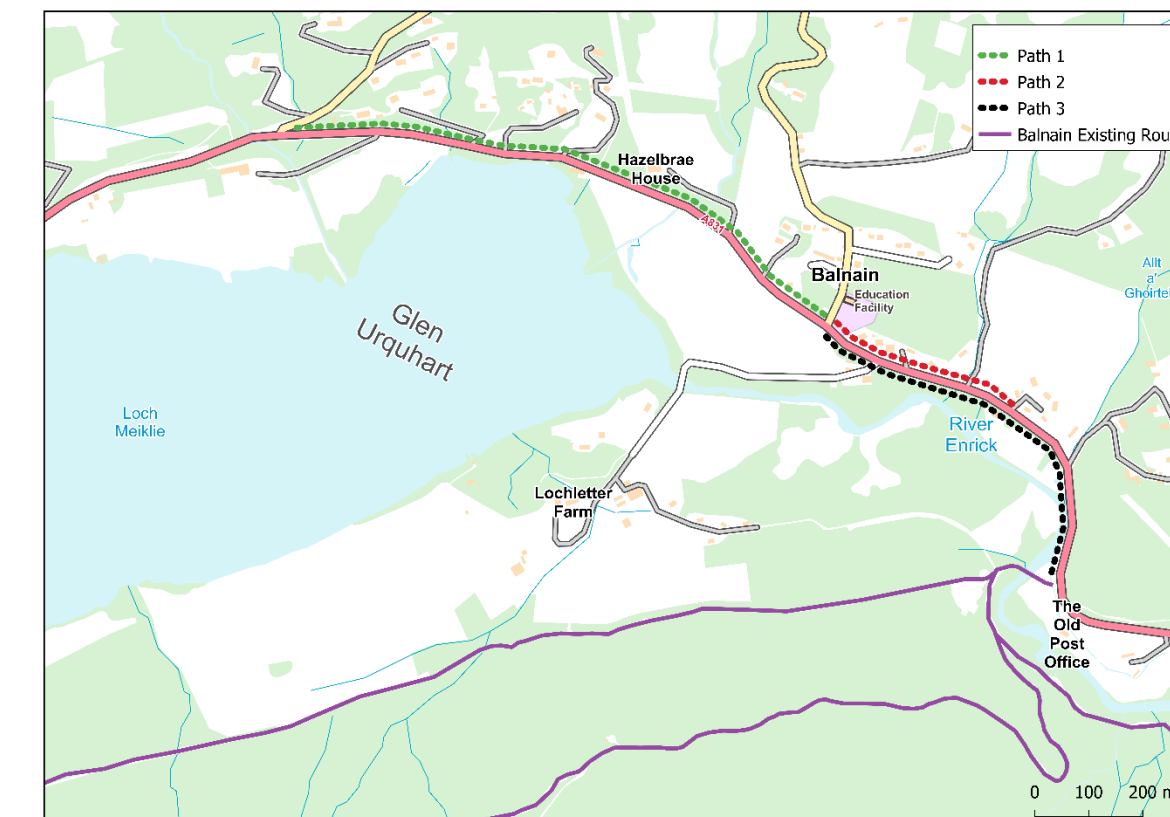 Path 1
Path 2
Path 3
Balnain Existing Rou
Hazelbrae
House
A831
Balnain
Education
Facility
Allt
a'
Ghoirtei
Glen
Urquhart
Loch
Meiklie
River
Enrick
Lochletter
Farm
The
Old
Post
Office
0 100 200 m